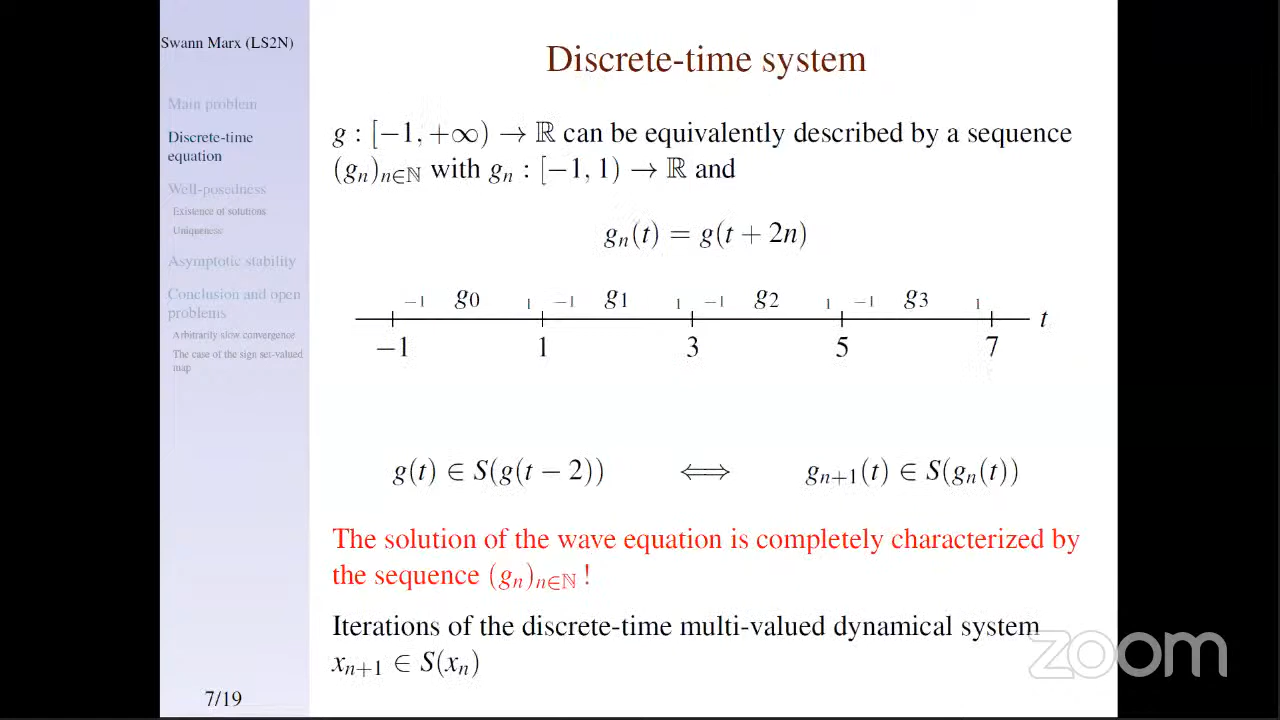 Swann Marx (LS2N)
Main problem
Discrete-time
equation
Well-posedness
Existence of solutions
Uniqueness
Asymptotic stability
Conclusion and open
problems
Arbitrarily slow convergence
The case of the sign set-valued
map
7/19
Discrete-time system
g : [−1, +∞) → ℝ can be equivalently described by a sequence
(gₙ)ₙ∈ℕ with gₙ : [−1, 1) → ℝ and
gₙ(t) = g(t + 2n)
−1 g₀ 1 −1 g₁ 1 −1 g₂ 1 −1 g₃ 1
t
−1 1 3 5 7
g(t) ∈ S(g(t − 2)) ⟺ gₙ₊₁(t) ∈ S(gₙ(t))
The solution of the wave equation is completely characterized by
the sequence (gₙ)ₙ∈ℕ !
Iterations of the discrete-time multi-valued dynamical system
xₙ₊₁ ∈ S(xₙ)
zoom